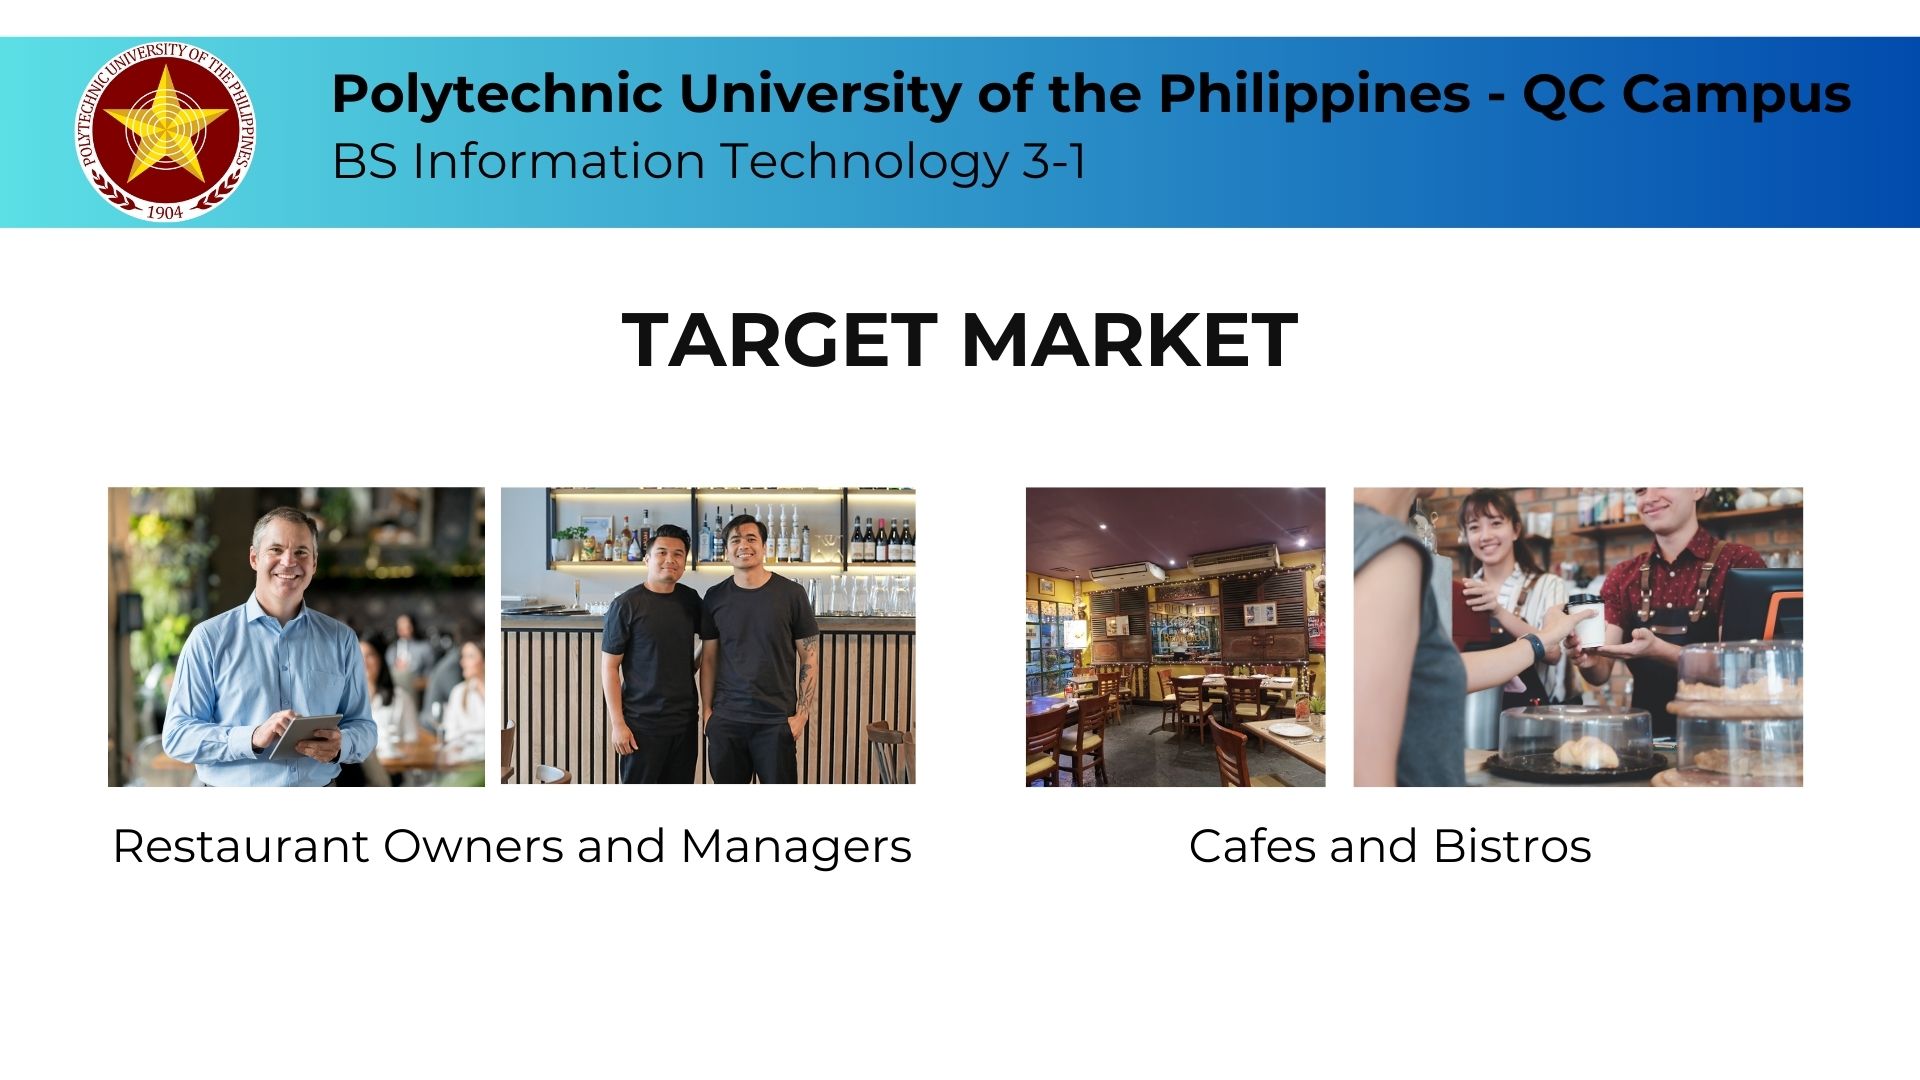 POLYTECHNIC UNIVERSITY OF THE PHILIPPINES
1904
Polytechnic University of the Philippines - QC Campus
BS Information Technology 3-1
TARGET MARKET
Restaurant Owners and Managers
Cafes and Bistros